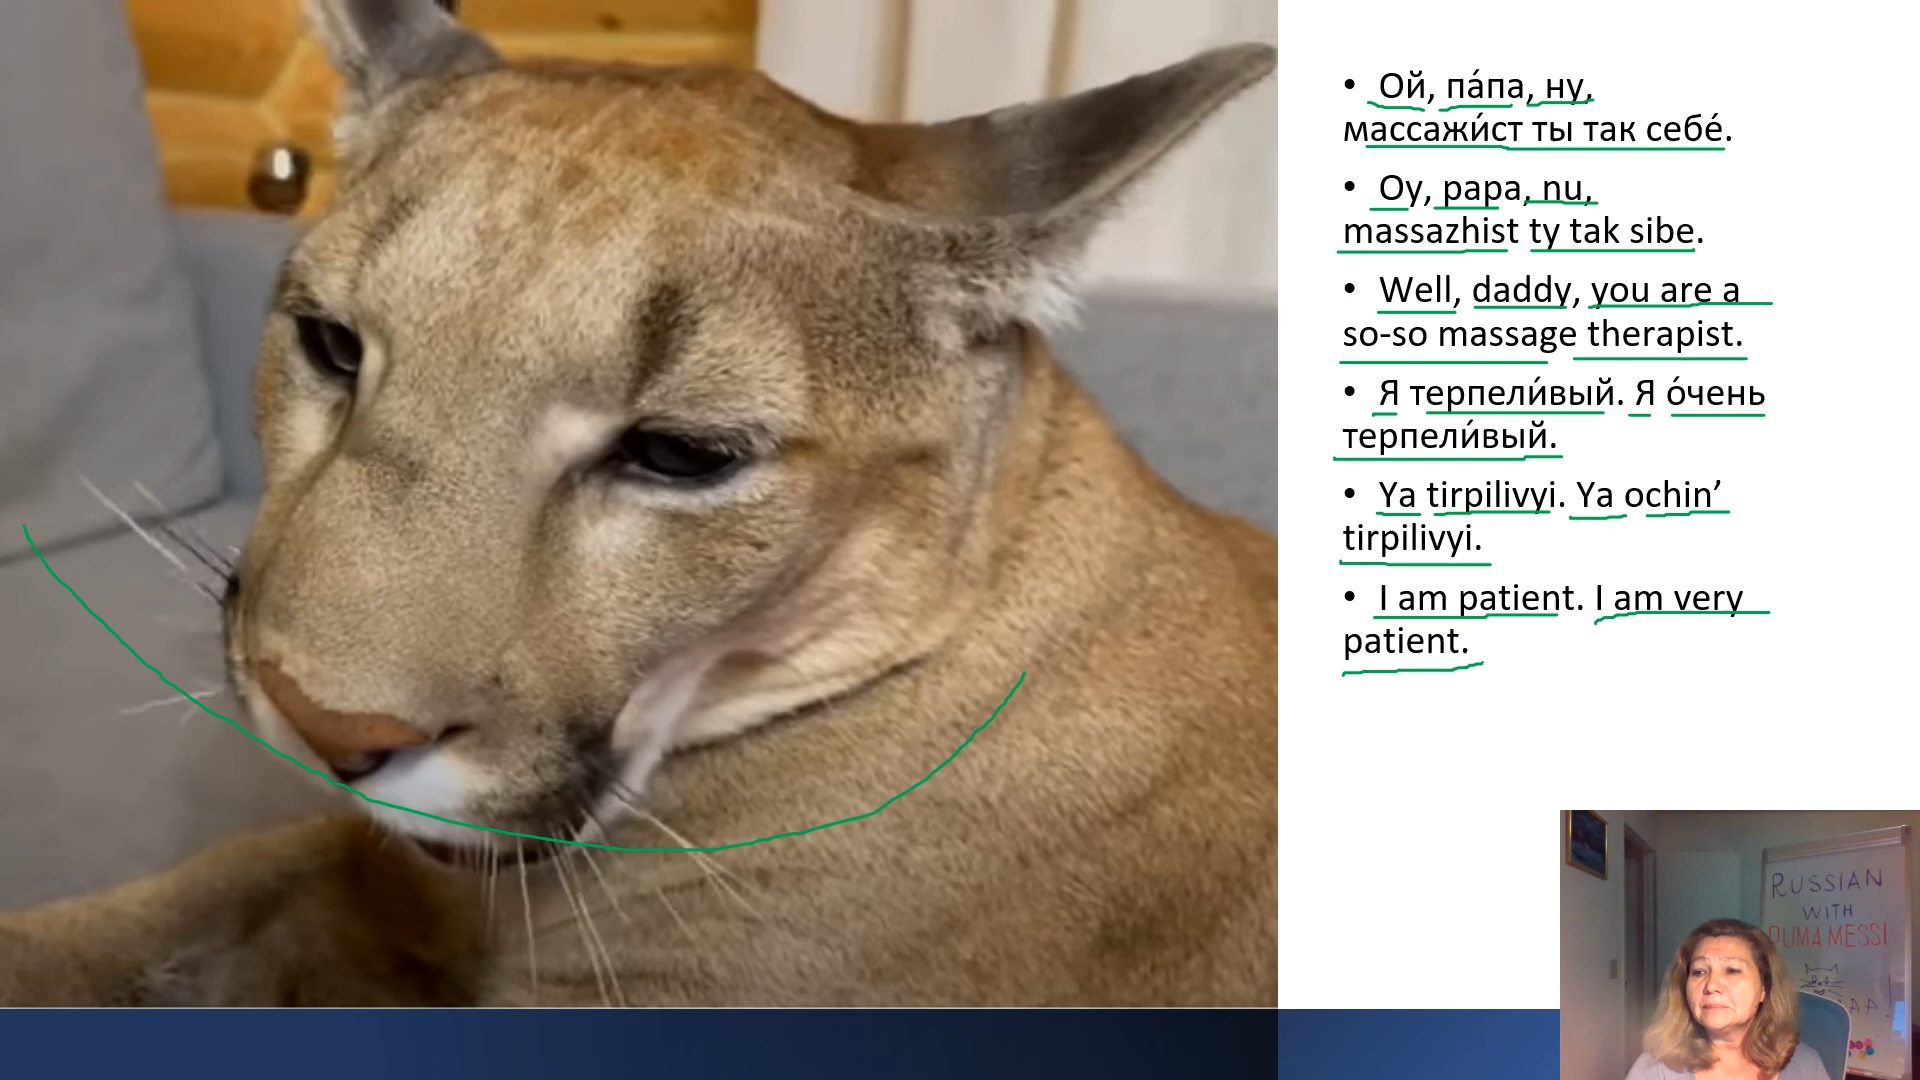 • Ой, па́па, ну,
массажи́ст ты так себе́.
• Oy, papa, nu,
massazhist ty tak sibe.
• Well, daddy, you are a
so-so massage therapist.
• Я терпели́вый. Я о́чень
терпели́вый.
• Ya tirpilivyi. Ya ochin’
tirpilivyi.
• I am patient. I am very
patient.
RUSSIAN
WITH
PUMA MESSI